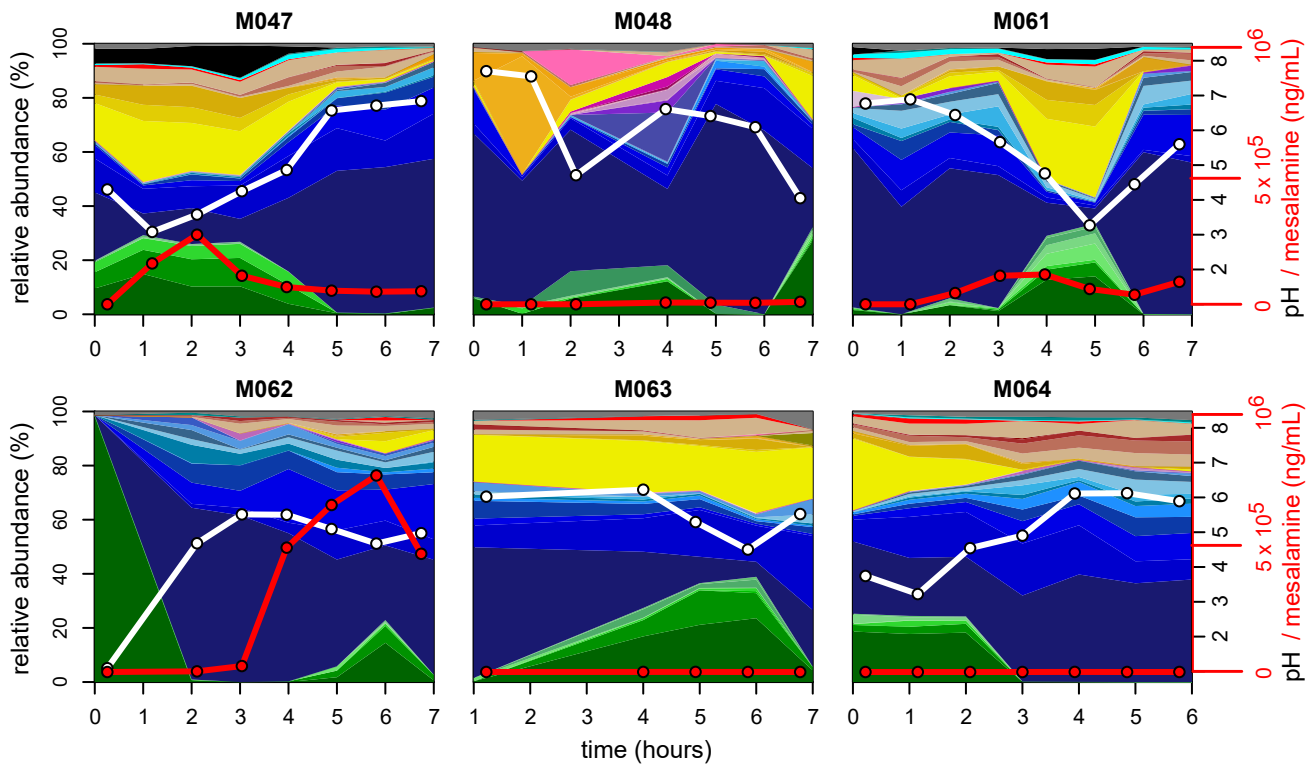 M047 M048 M061
relative abundance (%)
0 20 40 60 80 100
0 1 2 3 4 5 6 7
0 1 2 3 4 5 6 7
0 1 2 3 4 5 6 7
2 3 4 5 6 7 8
0 5 x 10⁵ 10⁶
pH / mesalamine (ng/mL)
M062 M063 M064
relative abundance (%)
0 20 40 60 80 100
0 1 2 3 4 5 6 7
1 2 3 4 5 6 7
0 1 2 3 4 5 6
2 3 4 5 6 7 8
0 5 x 10⁵ 10⁶
pH / mesalamine (ng/mL)
time (hours)